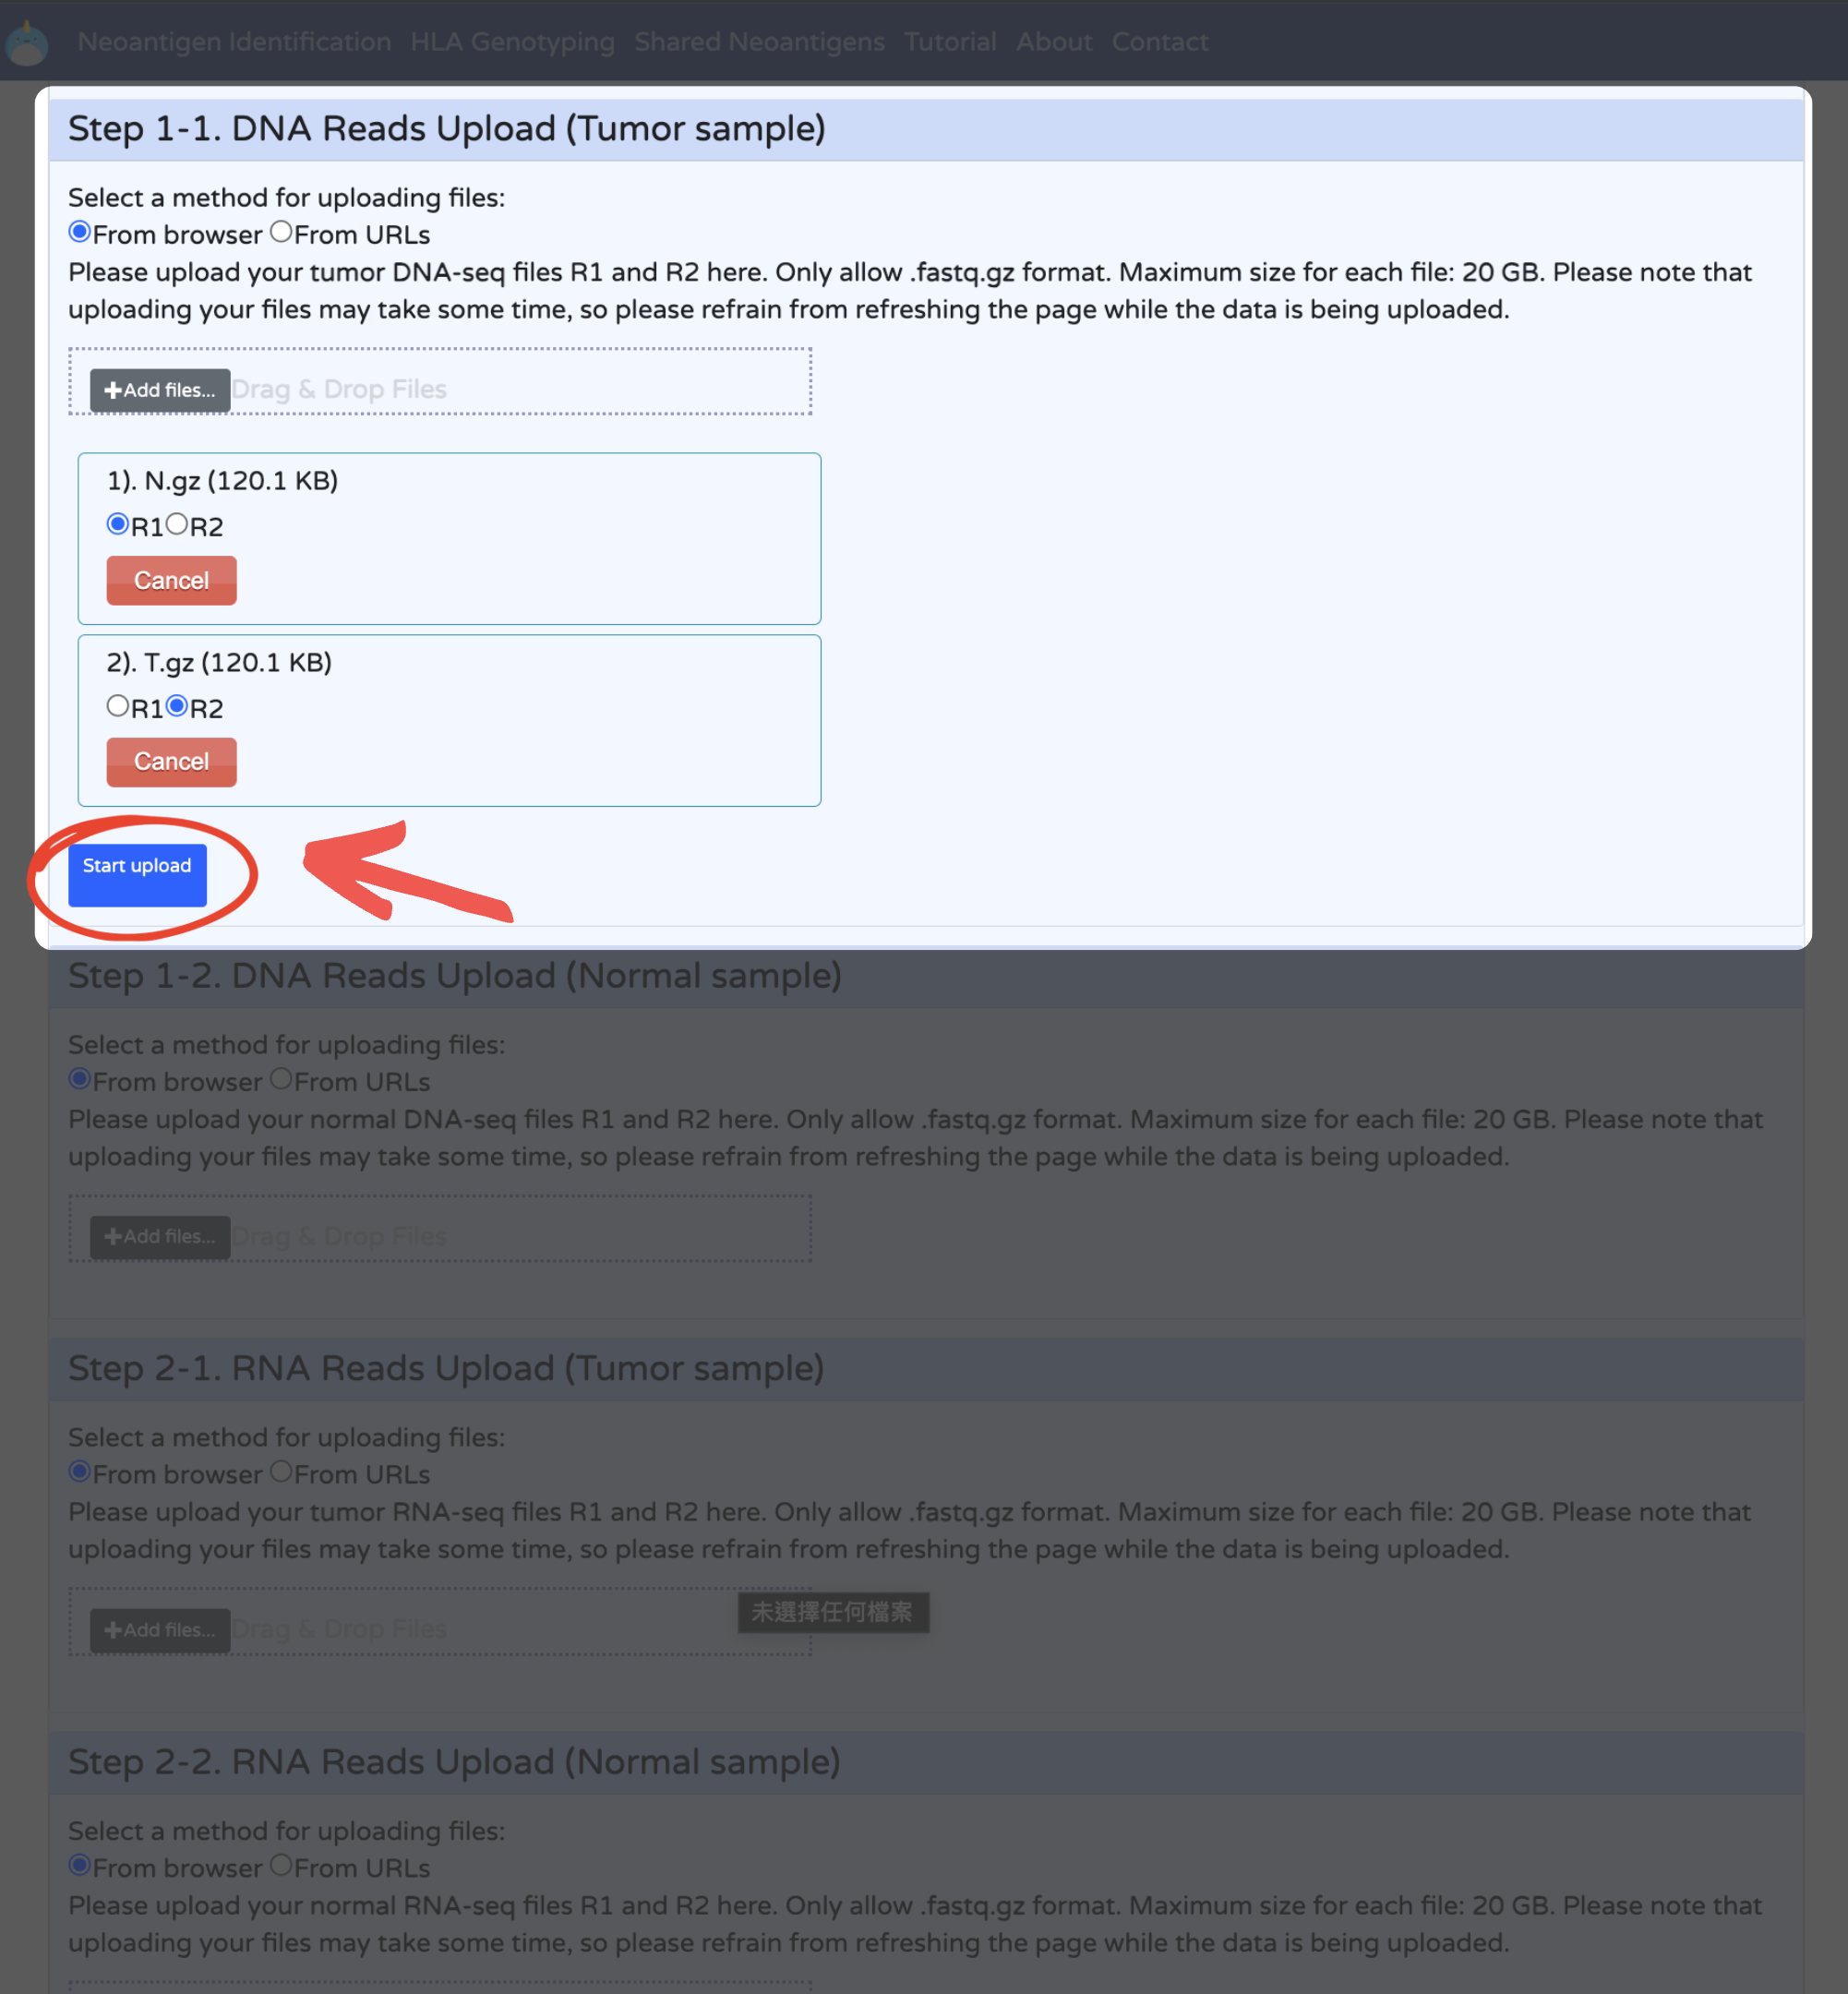 Neoantigen Identification HLA Genotyping Shared Neoantigens Tutorial About Contact
Step 1-1. DNA Reads Upload (Tumor sample)
Select a method for uploading files:
From browser From URLs
Please upload your tumor DNA-seq files R1 and R2 here. Only allow .fastq.gz format. Maximum size for each file: 20 GB. Please note that
uploading your files may take some time, so please refrain from refreshing the page while the data is being uploaded.
+Add files... Drag & Drop Files
1). N.gz (120.1 KB)
R1 R2
Cancel
2). T.gz (120.1 KB)
R1 R2
Cancel
Start upload
Step 1-2. DNA Reads Upload (Normal sample)
Select a method for uploading files:
From browser From URLs
Please upload your normal DNA-seq files R1 and R2 here. Only allow .fastq.gz format. Maximum size for each file: 20 GB. Please note that
uploading your files may take some time, so please refrain from refreshing the page while the data is being uploaded.
+Add files... Drag & Drop Files
Step 2-1. RNA Reads Upload (Tumor sample)
Select a method for uploading files:
From browser From URLs
Please upload your tumor RNA-seq files R1 and R2 here. Only allow .fastq.gz format. Maximum size for each file: 20 GB. Please note that
uploading your files may take some time, so please refrain from refreshing the page while the data is being uploaded.
未選擇任何檔案
+Add files... Drag & Drop Files
Step 2-2. RNA Reads Upload (Normal sample)
Select a method for uploading files:
From browser From URLs
Please upload your normal RNA-seq files R1 and R2 here. Only allow .fastq.gz format. Maximum size for each file: 20 GB. Please note that
uploading your files may take some time, so please refrain from refreshing the page while the data is being uploaded.